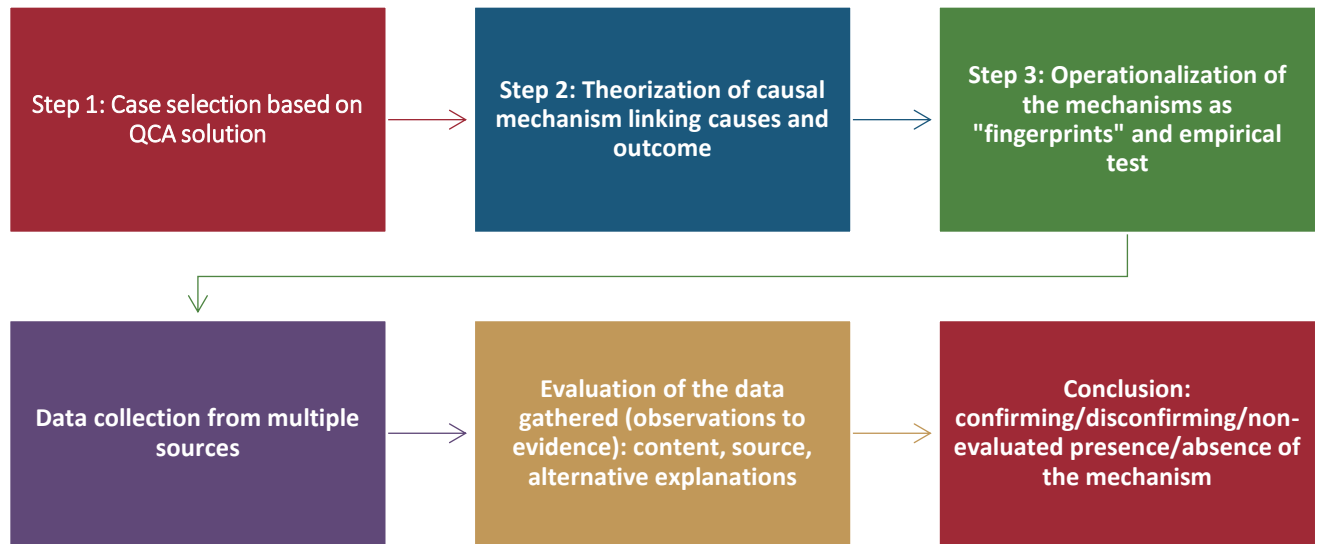 Step 1: Case selection based on
QCA solution
Step 2: Theorization of causal
mechanism linking causes and
outcome
Step 3: Operationalization of
the mechanisms as
"fingerprints" and empirical
test
Data collection from multiple
sources
Evaluation of the data
gathered (observations to
evidence): content, source,
alternative explanations
Conclusion:
confirming/disconfirming/non-
evaluated presence/absence of
the mechanism